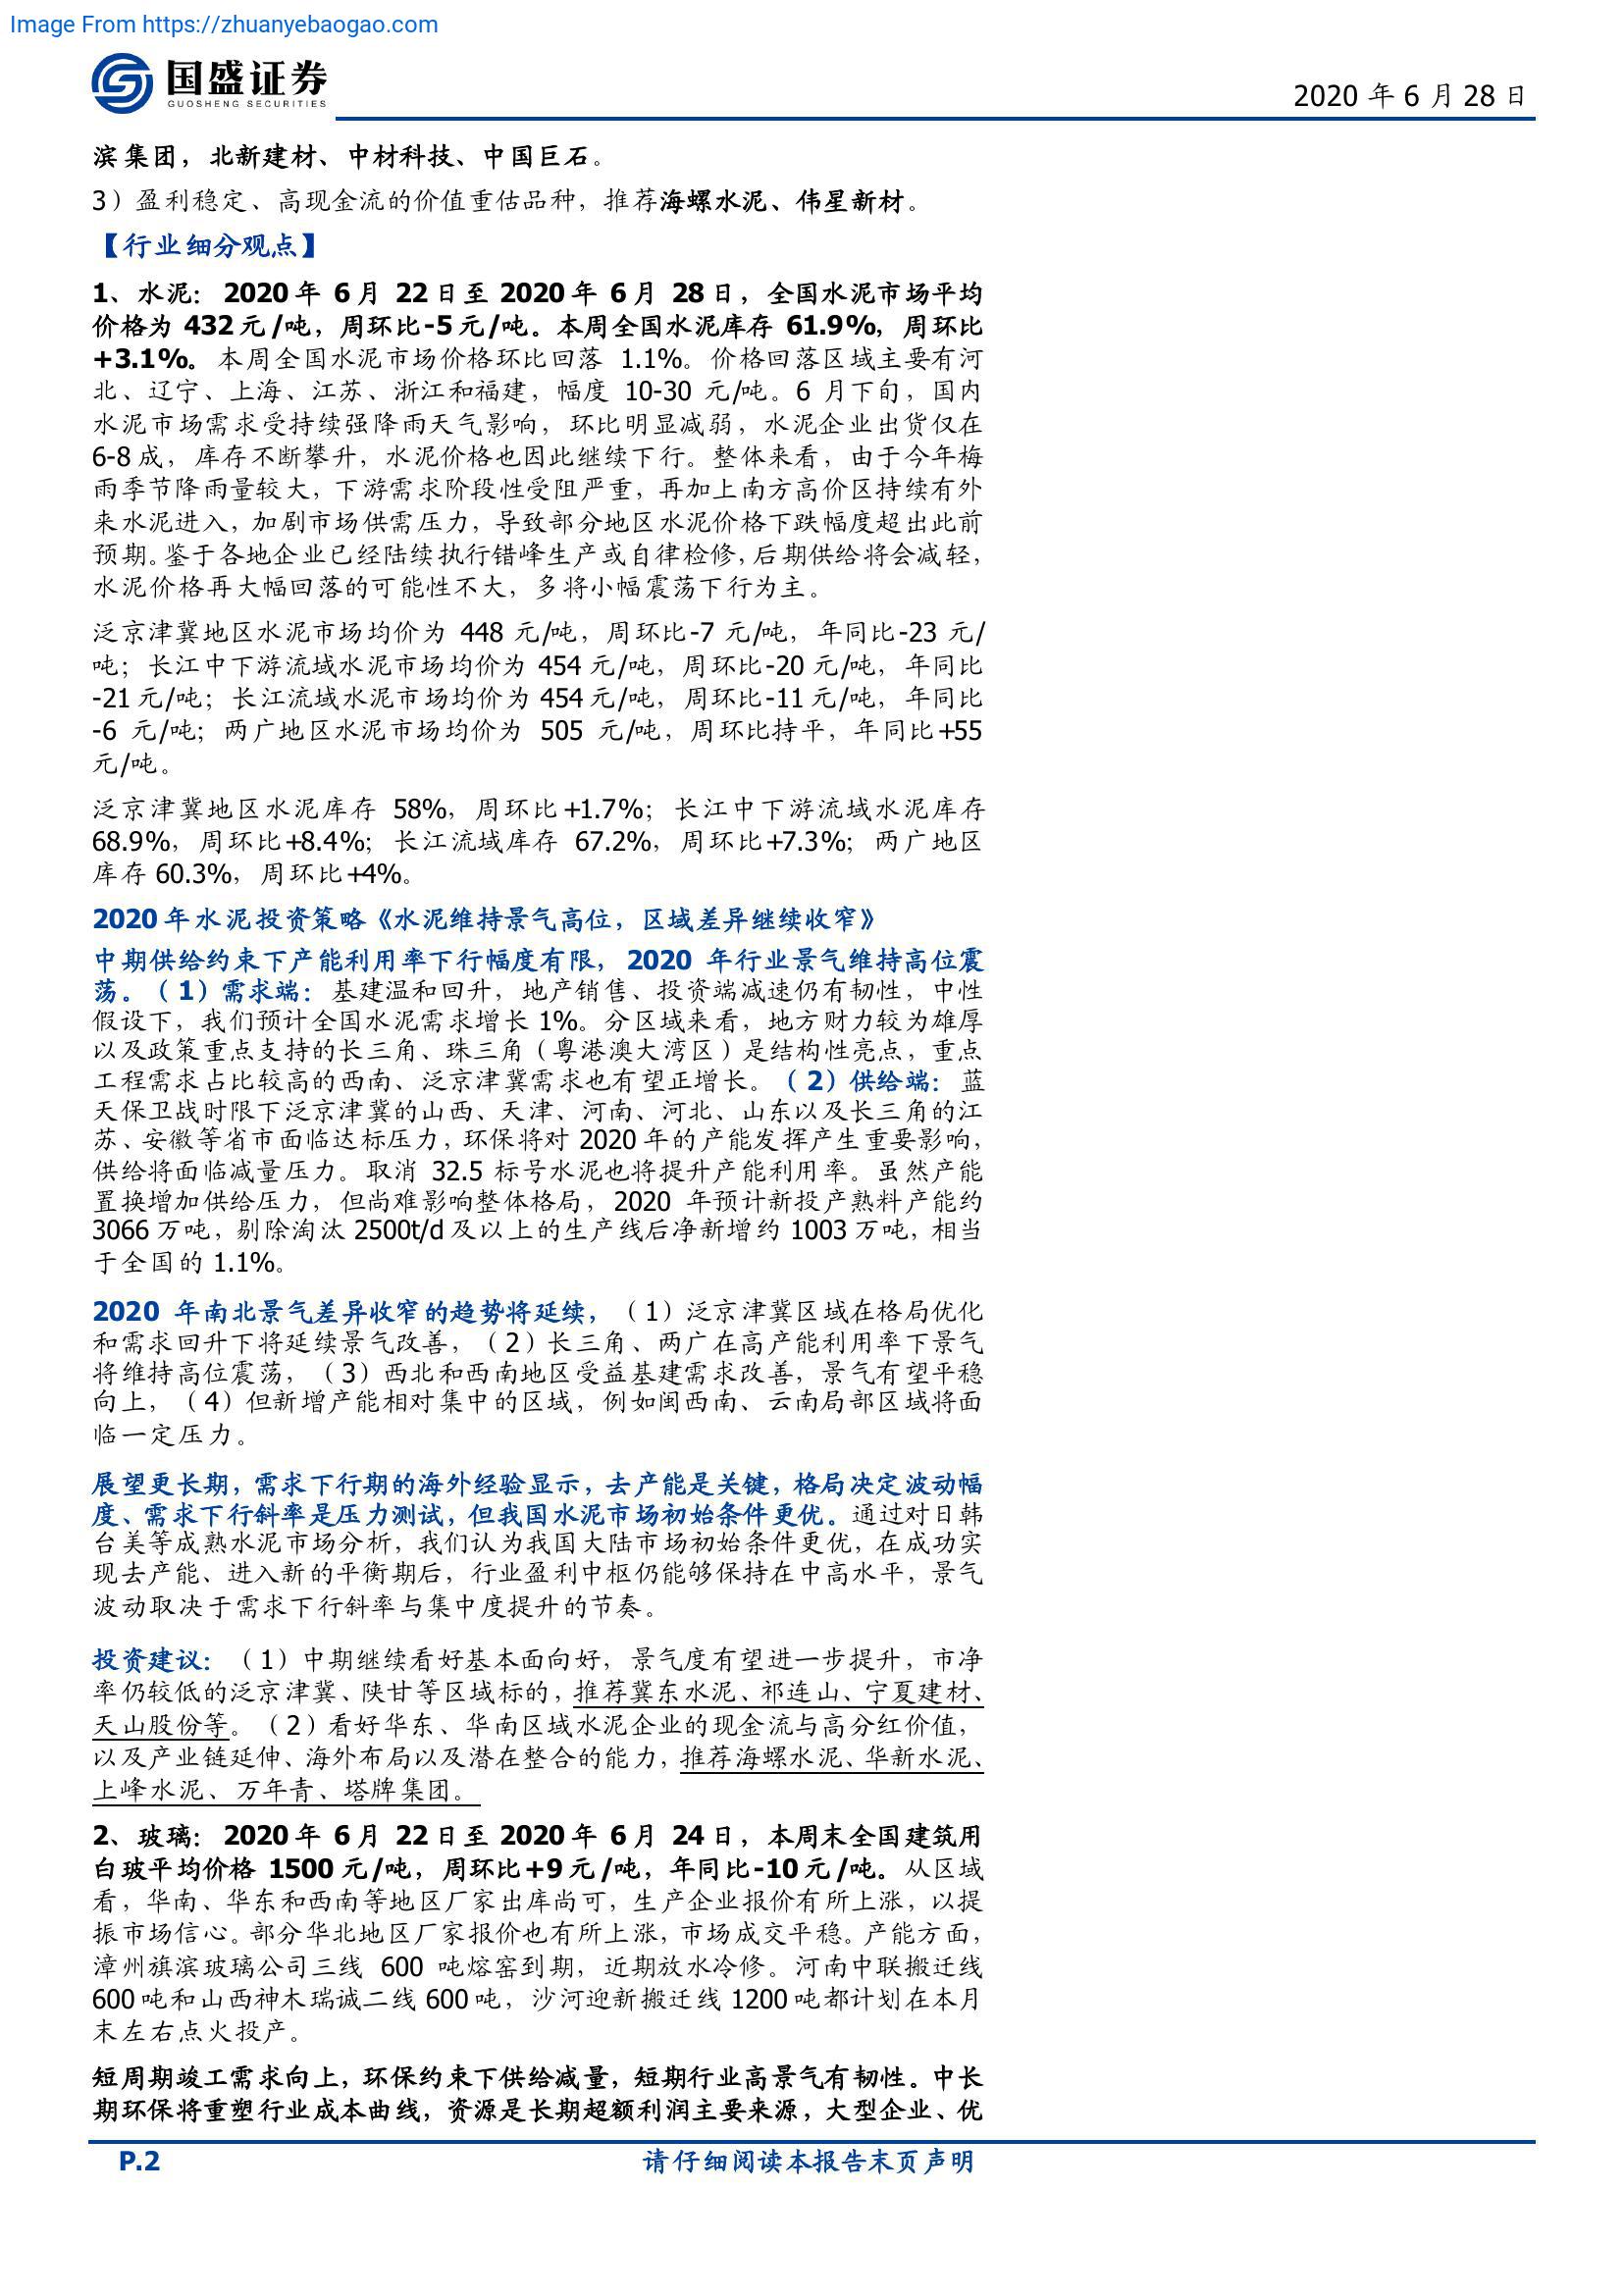 Image From https://zhuanyebaogao.com
国盛证券
GUOSHENG SECURITIES
2020 年 6 月 28 日
滨集团，北新建材、中材科技、中国巨石。
3）盈利稳定、高现金流的价值重估品种，推荐海螺水泥、伟星新材。
【行业细分观点】
1、水泥：2020 年 6 月 22 日至 2020 年 6 月 28 日，全国水泥市场平均
价格为 432 元/吨，周环比-5 元/吨。本周全国水泥库存 61.9%，周环比
+3.1%。本周全国水泥市场价格环比回落 1.1%。价格回落区域主要有河
北、辽宁、上海、江苏、浙江和福建，幅度 10-30 元/吨。6 月下旬，国内
水泥市场需求受持续强降雨天气影响，环比明显减弱，水泥企业出货仅在
6-8 成，库存不断攀升，水泥价格也因此继续下行。整体来看，由于今年梅
雨季节降雨量较大，下游需求阶段性受阻严重，再加上南方高价区持续有外
来水泥进入，加剧市场供需压力，导致部分地区水泥价格下跌幅度超出此前
预期。鉴于各地企业已经陆续执行错峰生产或自律检修，后期供给将会减轻，
水泥价格再大幅回落的可能性不大，多将小幅震荡下行为主。
泛京津冀地区水泥市场均价为 448 元/吨，周环比-7 元/吨，年同比-23 元/
吨；长江中下游流域水泥市场均价为 454 元/吨，周环比-20 元/吨，年同比
-21 元/吨；长江流域水泥市场均价为 454 元/吨，周环比-11 元/吨，年同比
-6 元/吨；两广地区水泥市场均价为 505 元/吨，周环比持平，年同比+55
元/吨。
泛京津冀地区水泥库存 58%，周环比+1.7%；长江中下游流域水泥库存
68.9%，周环比+8.4%；长江流域库存 67.2%，周环比+7.3%；两广地区
库存 60.3%，周环比+4%。
2020 年水泥投资策略《水泥维持景气高位，区域差异继续收窄》
中期供给约束下产能利用率下行幅度有限，2020 年行业景气维持高位震
荡。（1）需求端：基建温和回升，地产销售、投资端减速仍有韧性，中性
假设下，我们预计全国水泥需求增长 1%。分区域来看，地方财力较为雄厚
以及政策重点支持的长三角、珠三角（粤港澳大湾区）是结构性亮点，重点
工程需求占比较高的西南、泛京津冀需求也有望正增长。（2）供给端：蓝
天保卫战时限下泛京津冀的山西、天津、河南、河北、山东以及长三角的江
苏、安徽等省市面临达标压力，环保将对 2020 年的产能发挥产生重要影响，
供给将面临减量压力。取消 32.5 标号水泥也将提升产能利用率。虽然产能
置换增加供给压力，但尚难影响整体格局，2020 年预计新投产熟料产能约
3066 万吨，剔除淘汰 2500t/d 及以上的生产线后净新增约 1003 万吨，相当
于全国的 1.1%。
2020 年南北景气差异收窄的趋势将延续，（1）泛京津冀区域在格局优化
和需求回升下将延续景气改善，（2）长三角、两广在高产能利用率下景气
将维持高位震荡，（3）西北和西南地区受益基建需求改善，景气有望平稳
向上，（4）但新增产能相对集中的区域，例如闽西南、云南局部区域将面
临一定压力。
展望更长期，需求下行期的海外经验显示，去产能是关键，格局决定波动幅
度、需求下行斜率是压力测试，但我国水泥市场初始条件更优。通过对日韩
台美等成熟水泥市场分析，我们认为我国大陆市场初始条件更优，在成功实
现去产能、进入新的平衡期后，行业盈利中枢仍能够保持在中高水平，景气
波动取决于需求下行斜率与集中度提升的节奏。
投资建议：（1）中期继续看好基本面向好，景气度有望进一步提升，市净
率仍较低的泛京津冀、陕甘等区域标的，推荐冀东水泥、祁连山、宁夏建材、
天山股份等。（2）看好华东、华南区域水泥企业的现金流与高分红价值，
以及产业链延伸、海外布局以及潜在整合的能力，推荐海螺水泥、华新水泥、
上峰水泥、万年青、塔牌集团。
2、玻璃：2020 年 6 月 22 日至 2020 年 6 月 24 日，本周末全国建筑用
白玻平均价格 1500 元/吨，周环比+9 元/吨，年同比-10 元/吨。从区域
看，华南、华东和西南等地区厂家出库尚可，生产企业报价有所上涨，以提
振市场信心。部分华北地区厂家报价也有所上涨，市场成交平稳。产能方面，
漳州旗滨玻璃公司三线 600 吨熔窑到期，近期放水冷修。河南中联搬迁线
600 吨和山西神木瑞诚二线 600 吨，沙河迎新搬迁线 1200 吨都计划在本月
末左右点火投产。
短周期竣工需求向上，环保约束下供给减量，短期行业高景气有韧性。中长
期环保将重塑行业成本曲线，资源是长期超额利润主要来源，大型企业、优
P.2
请仔细阅读本报告末页声明